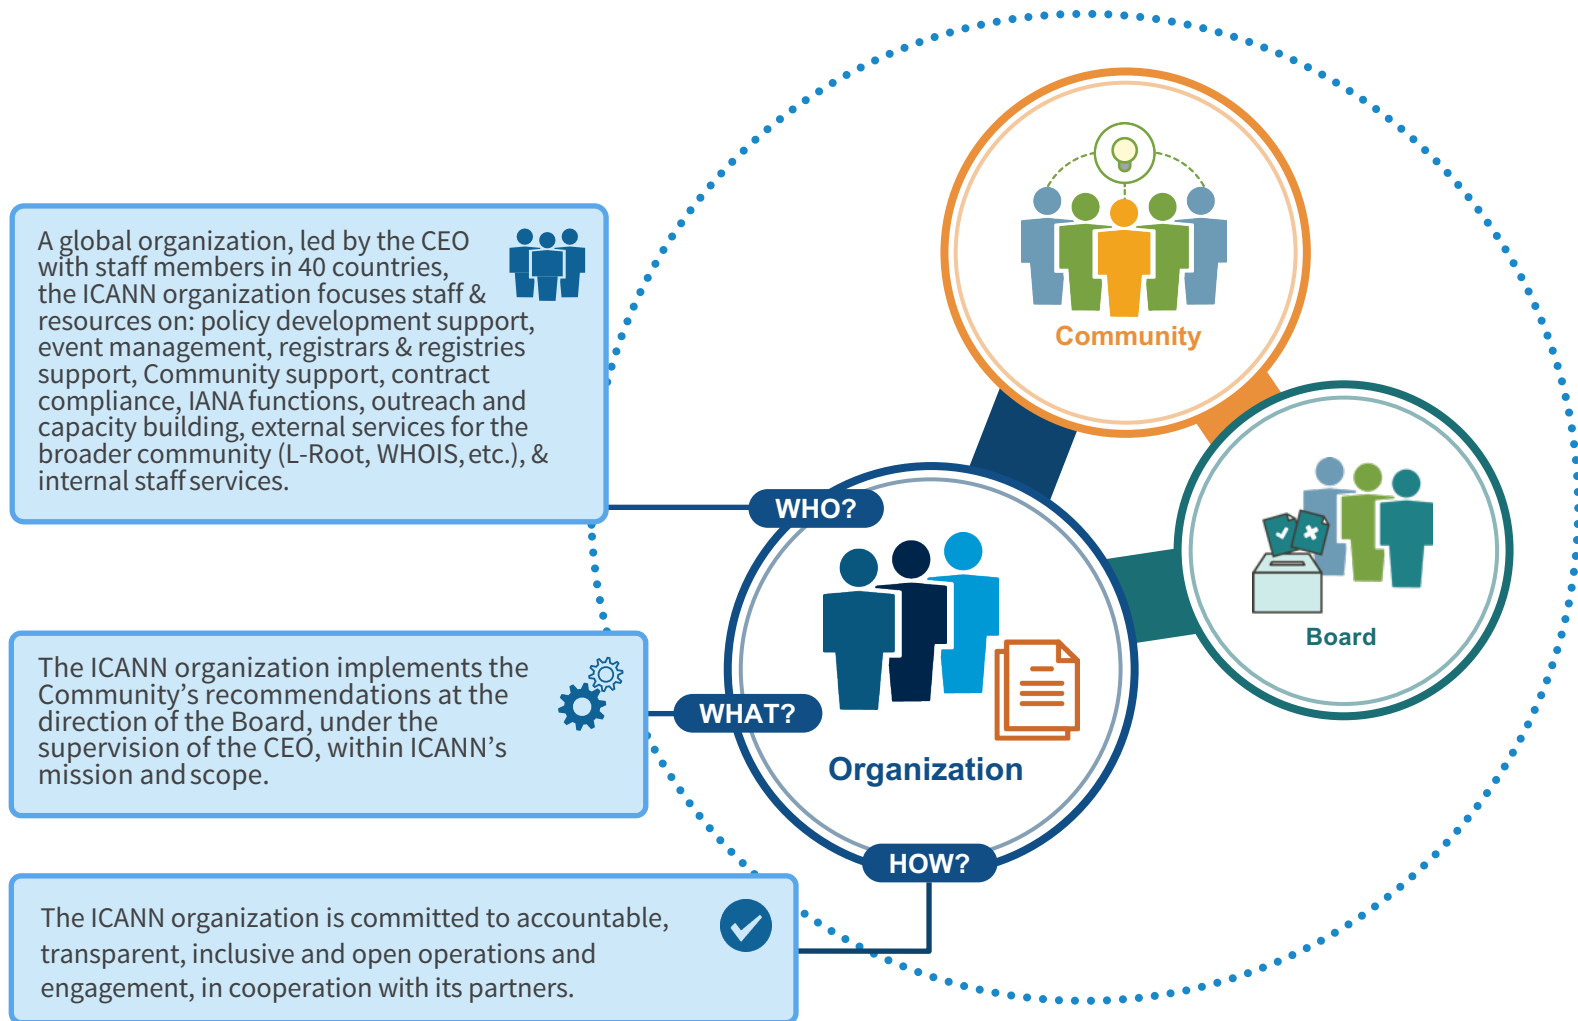 A global organization, led by the CEO
with staff members in 40 countries,
the ICANN organization focuses staff &
resources on: policy development support,
event management, registrars & registries
support, Community support, contract
compliance, IANA functions, outreach and
capacity building, external services for the
broader community (L-Root, WHOIS, etc.), &
internal staff services.
WHO?
The ICANN organization implements the
Community’s recommendations at the
direction of the Board, under the
supervision of the CEO, within ICANN’s
mission and scope.
WHAT?
The ICANN organization is committed to accountable,
transparent, inclusive and open operations and
engagement, in cooperation with its partners.
HOW?
Organization
Community
Board